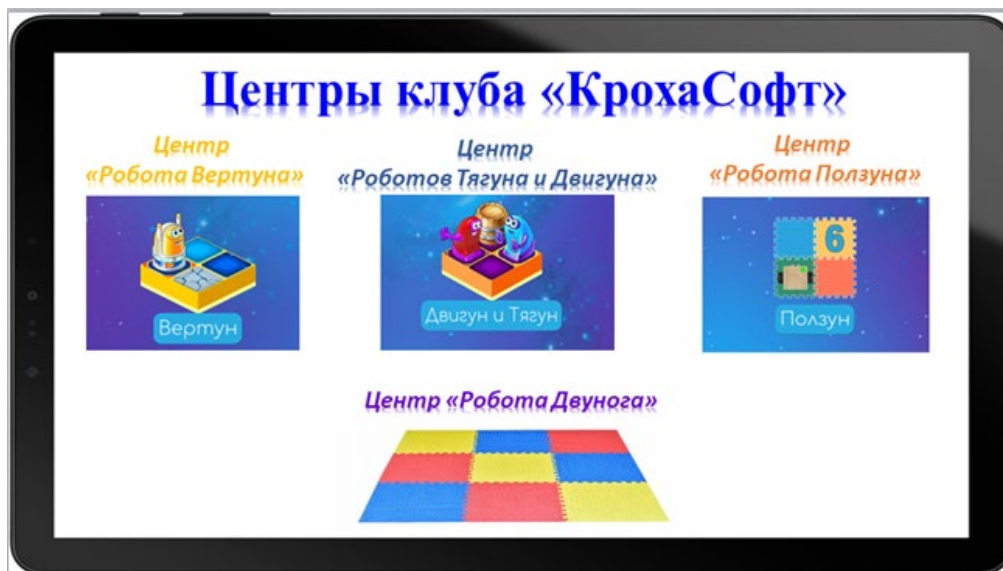 Центры клуба «КрохаСофт»
Центр
«Робота Вертуна»
Центр
«Роботов Тягуна и Двигуна»
Центр
«Робота Ползуна»
Вертун
Двигун и Тягун
6
Ползун
Центр «Робота Двунога»